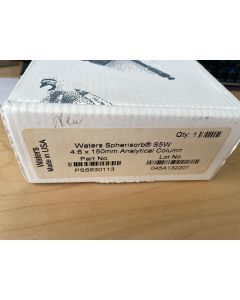 New
Qty: 1
Waters
Made in USA
Waters Spherisorb® S5W
4.6 x 150mm Analytical Column
Part No.
Lot No
PSS830113
045A132201